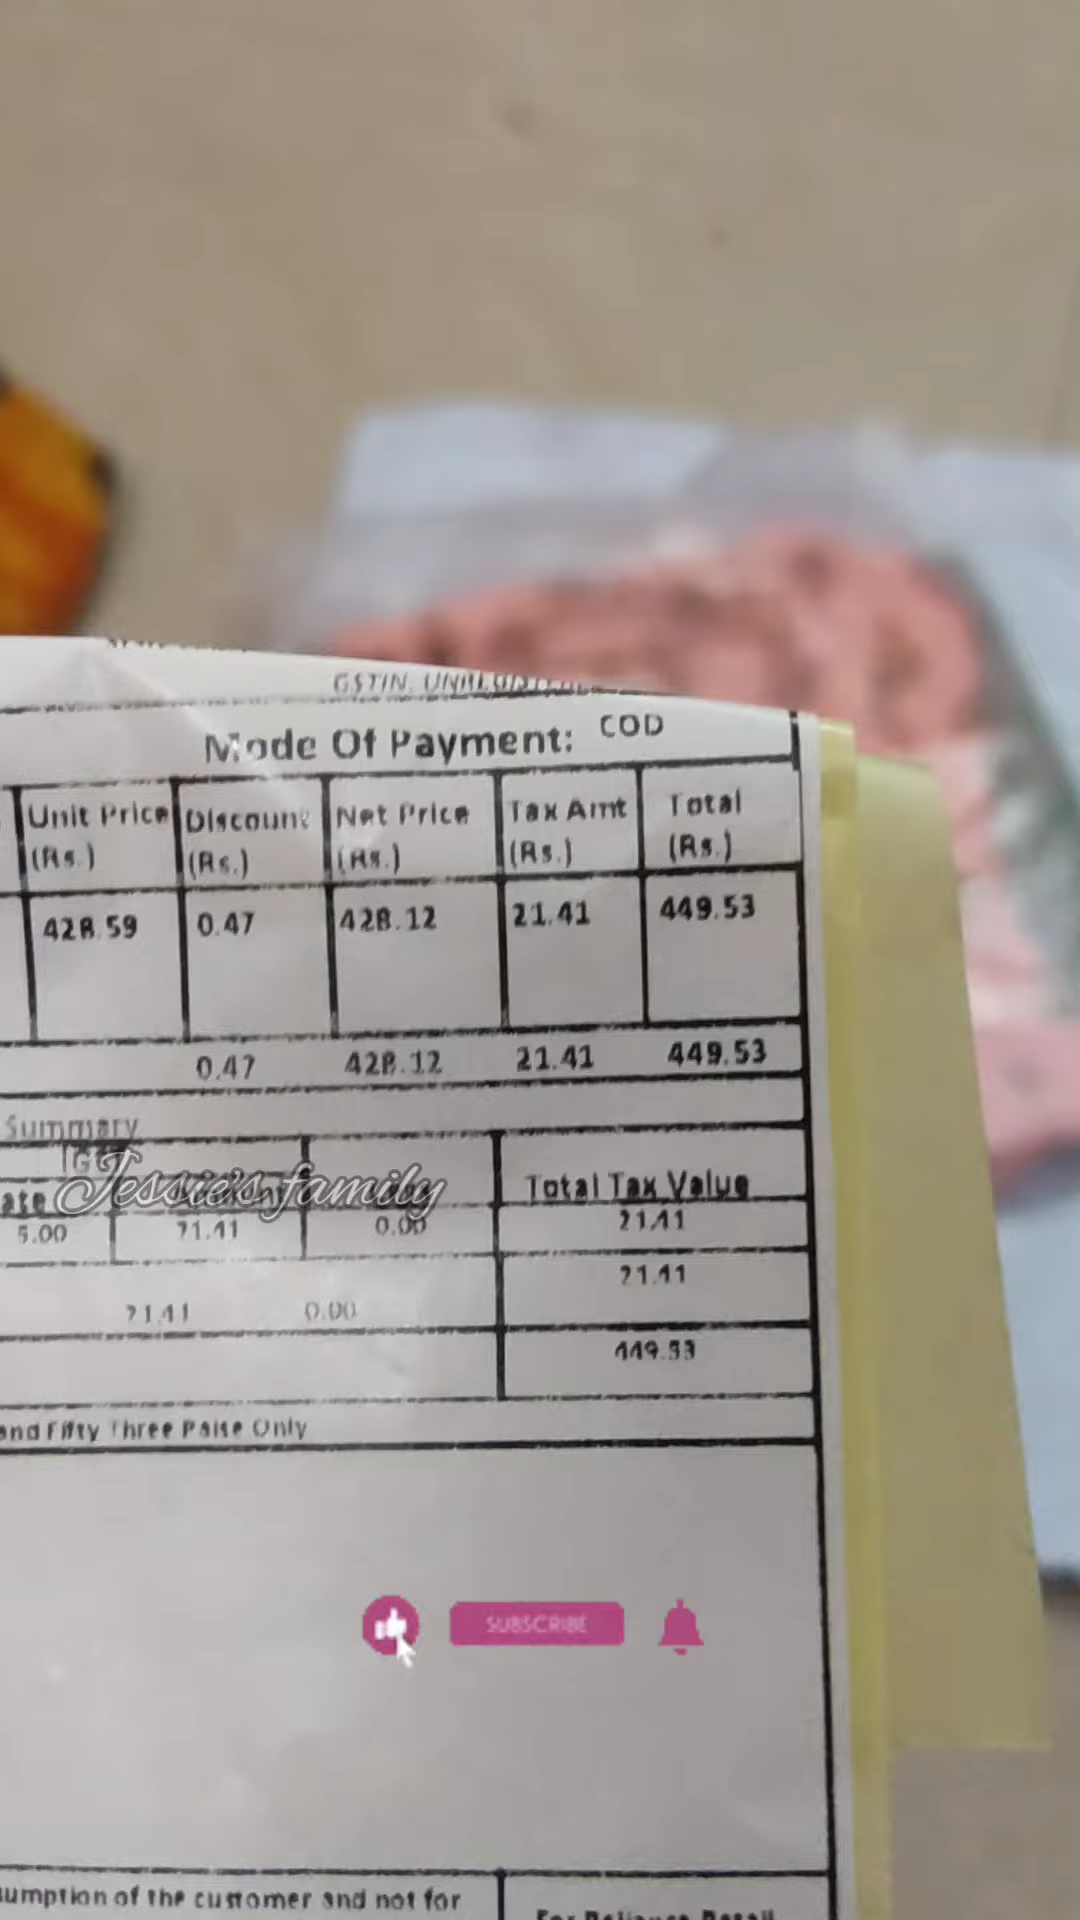 GSTIN
Mode Of Payment: COD
Unit Price (Rs.) Discount (Rs.) Net Price (Rs.) Tax Amt (Rs.) Total (Rs.)
428.59 0.47 428.12 21.41 449.53
0.47 428.12 21.41 449.53
Summary
Jessie's family
Total Tax Value
5.00 21.41 0.00 21.41
21.41
21.41 0.00
449.53
and Fifty Three Paise Only
SUBSCRIBE
of the customer and not for
For Reliance Retail